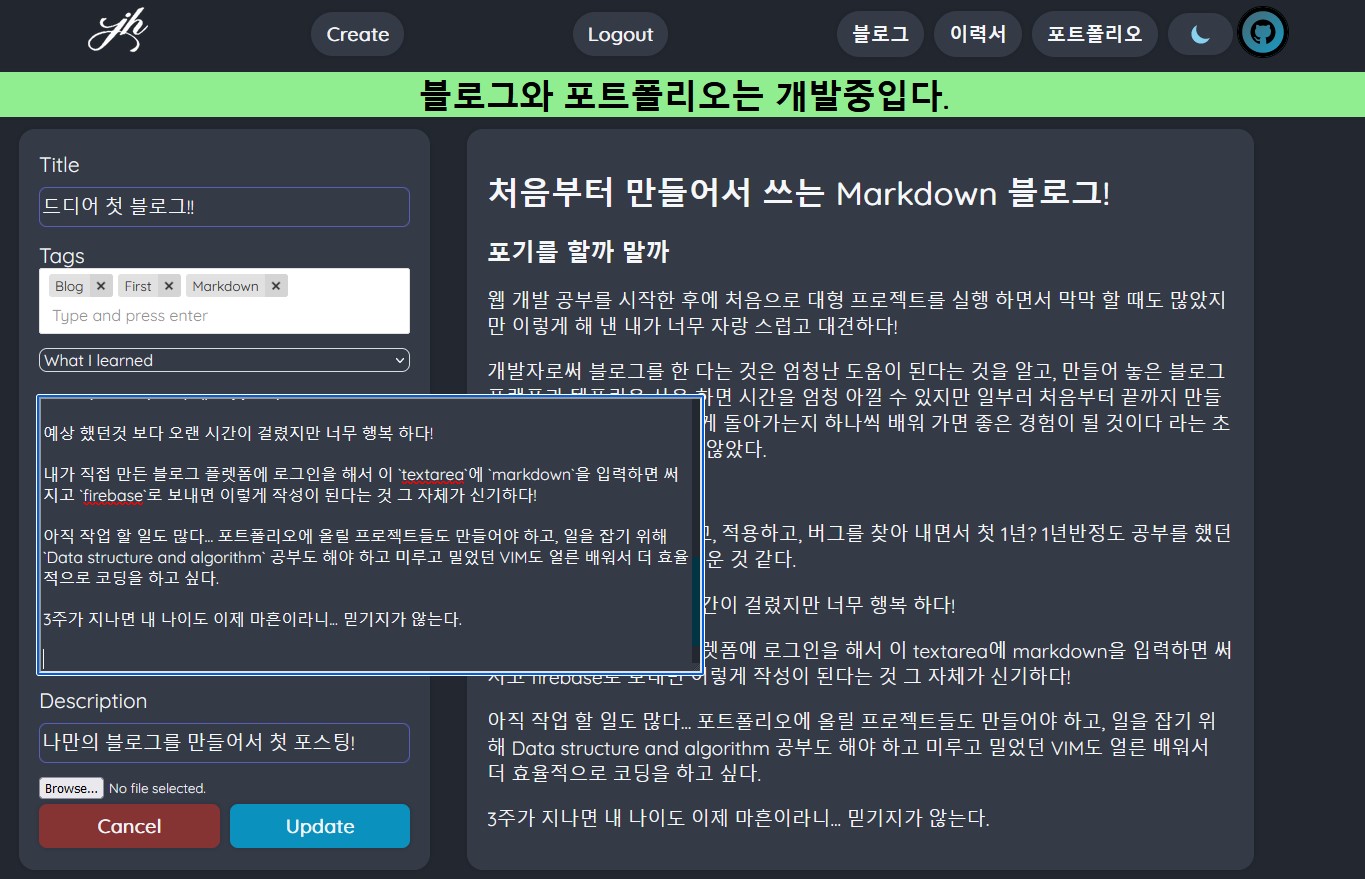 jh
Create
Logout
블로그
이력서
포트폴리오
블로그와 포트폴리오는 개발중입다.
Title
드디어 첫 블로그!!
Tags
Blog ×
First ×
Markdown ×
Type and press enter
What I learned
예상 했던것 보다 오랜 시간이 걸렸지만 너무 행복 하다!
내가 직접 만든 블로그 플렛폼에 로그인을 해서 이 `textarea`에 `markdown`을 입력하면 써
지고 `firebase`로 보내면 이렇게 작성이 된다는 것 그 자체가 신기하다!
아직 작업 할 일도 많다... 포트폴리오에 올릴 프로젝트들도 만들어야 하고, 일을 잡기 위해
`Data structure and algorithm` 공부도 해야 하고 미루고 밀었던 VIM도 얼른 배워서 더 효율
적으로 코딩을 하고 싶다.
3주가 지나면 내 나이도 이제 마흔이라니... 믿기지가 않는다.
Description
나만의 블로그를 만들어서 첫 포스팅!
Browse... No file selected.
Cancel
Update
처음부터 만들어서 쓰는 Markdown 블로그!
포기를 할까 말까
웹 개발 공부를 시작한 후에 처음으로 대형 프로젝트를 실행 하면서 막막 할 때도 많았지
만 이렇게 해 낸 내가 너무 자랑 스럽고 대견하다!
개발자로써 블로그를 한 다는 것은 엄청난 도움이 된다는 것을 알고, 만들어 놓은 블로그
하면 시간을 엄청 아낄 수 있지만 일부러 처음부터 끝까지 만들
게 돌아가는지 하나씩 배워 가면 좋은 경험이 될 것이다 라는 초
않았다.
적용하고, 버그를 찾아 내면서 첫 1년? 1년반정도 공부를 했던
운 것 같다.
간이 걸렸지만 너무 행복 하다!
렛폼에 로그인을 해서 이 textarea에 markdown을 입력하면 써
지고 firebase로 보내면 이렇게 작성이 된다는 것 그 자체가 신기하다!
아직 작업 할 일도 많다... 포트폴리오에 올릴 프로젝트들도 만들어야 하고, 일을 잡기 위
해 Data structure and algorithm 공부도 해야 하고 미루고 밀었던 VIM도 얼른 배워서
더 효율적으로 코딩을 하고 싶다.
3주가 지나면 내 나이도 이제 마흔이라니... 믿기지가 않는다.